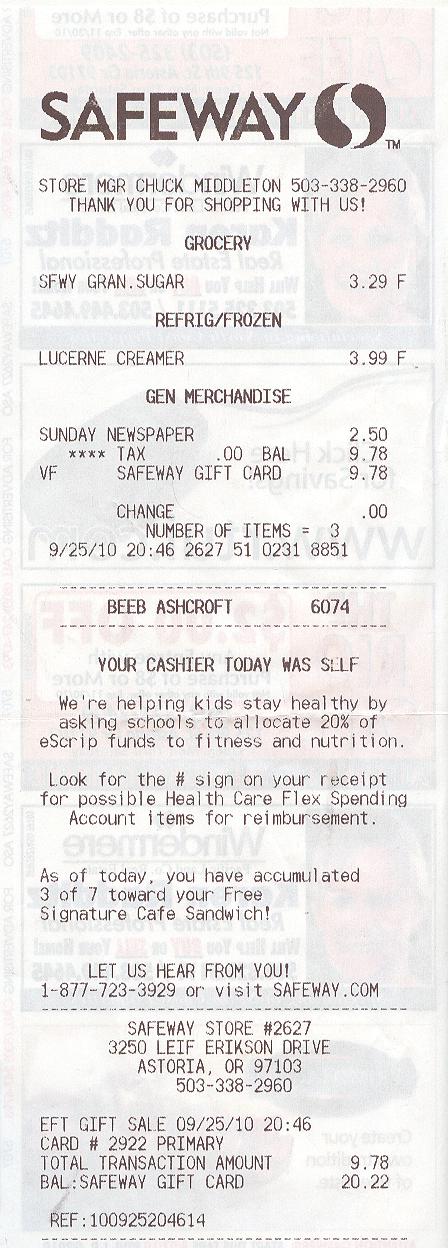 SAFEWAY TM
STORE MGR CHUCK MIDDLETON 503-338-2960
THANK YOU FOR SHOPPING WITH US!
GROCERY
SFWY GRAN.SUGAR 3.29 F
REFRIG/FROZEN
LUCERNE CREAMER 3.99 F
GEN MERCHANDISE
SUNDAY NEWSPAPER 2.50
**** TAX .00 BAL 9.78
VF SAFEWAY GIFT CARD 9.78
CHANGE .00
NUMBER OF ITEMS = 3
9/25/10 20:46 2627 51 0231 8851
BEEB ASHCROFT 6074
YOUR CASHIER TODAY WAS SELF
We're helping kids stay healthy by
asking schools to allocate 20% of
eScrip funds to fitness and nutrition.
Look for the # sign on your receipt
for possible Health Care Flex Spending
Account items for reimbursement.
As of today, you have accumulated
3 of 7 toward your Free
Signature Cafe Sandwich!
LET US HEAR FROM YOU!
1-877-723-3929 or visit SAFEWAY.COM
SAFEWAY STORE #2627
3250 LEIF ERIKSON DRIVE
ASTORIA, OR 97103
503-338-2960
EFT GIFT SALE 09/25/10 20:46
CARD # 2922 PRIMARY
TOTAL TRANSACTION AMOUNT 9.78
BAL:SAFEWAY GIFT CARD 20.22
REF:100925204614